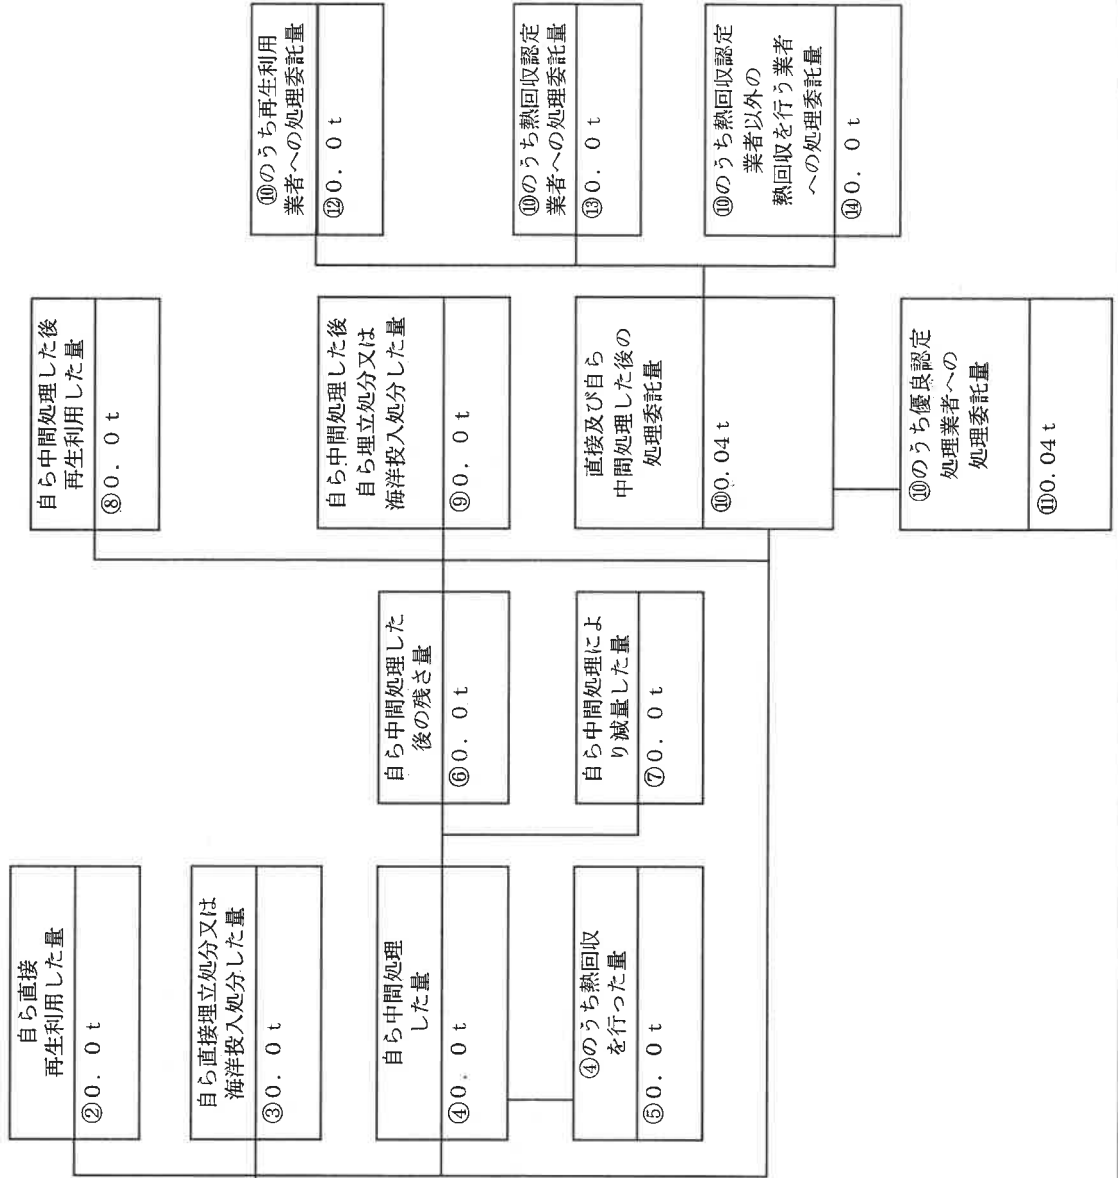 自ら直接
再生利用した量
②0．0ｔ
自ら直接埋立処分又は
海洋投入処分した量
③0．0ｔ
自ら中間処理
した量
④0．0ｔ
④のうち熱回収
を行った量
⑤0．0ｔ
自ら中間処理した
後の残さ量
⑥0．0ｔ
自ら中間処理によ
り減量した量
⑦0．0ｔ
自ら中間処理した後
再生利用した量
⑧0．0ｔ
自ら中間処理した後
自ら埋立処分又は
海洋投入処分した量
⑨0．0ｔ
直接及び自ら
中間処理した後の
処理委託量
⑩0．04ｔ
⑩のうち優良認定
処理業者への
処理委託量
⑪0．04ｔ
⑩のうち再生利用
業者への処理委託量
⑫0．0ｔ
⑩のうち熱回収認定
業者への処理委託量
⑬0．0ｔ
⑩のうち熱回収認定
業者以外の
熱回収を行う業者
への処理委託量
⑭0．0ｔ